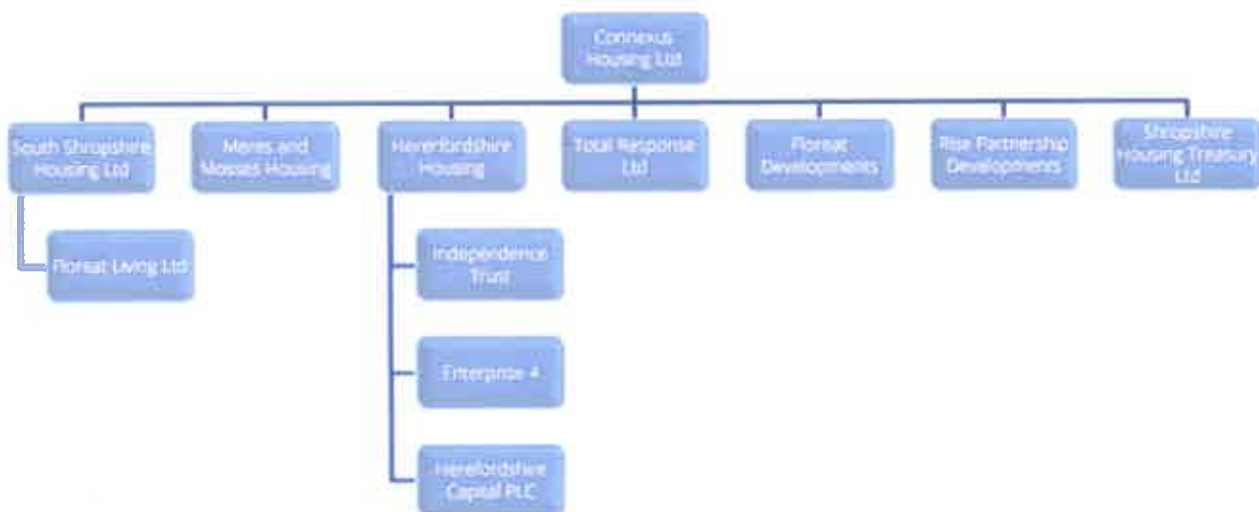 Connexus
Housing Ltd
South Shropshire
Housing Ltd
Meres and
Mosses Housing
Herefordshire
Housing
Total Response
Ltd
Floreat
Developments
Rise Partnership
Developments
Shropshire
Housing Treasury
Ltd
Floreat Living Ltd
Independence
Trust
Enterprise 4
Herefordshire
Capital PLC